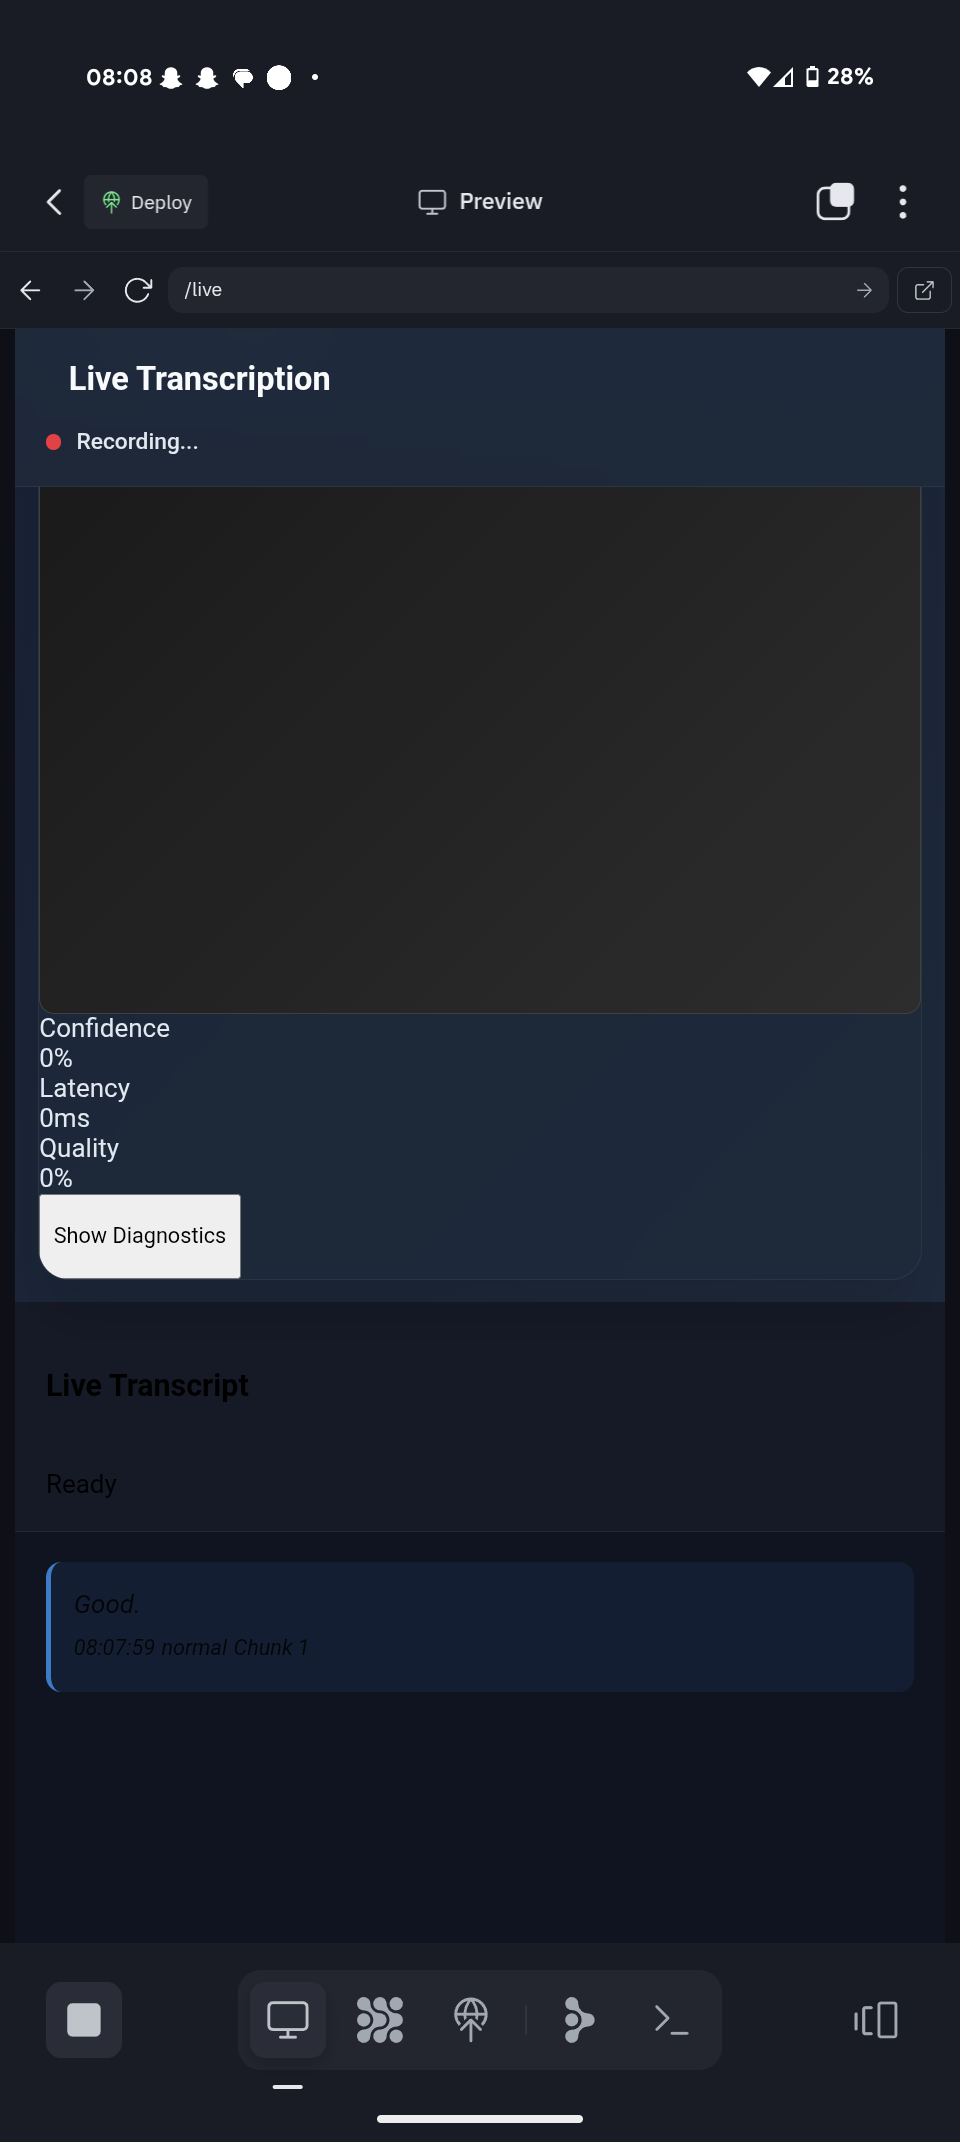 08:08
28%
Deploy
Preview
/live
Live Transcription
Recording...
Confidence
0%
Latency
0ms
Quality
0%
Show Diagnostics
Live Transcript
Ready
Good.
08:07:59 normal Chunk 1